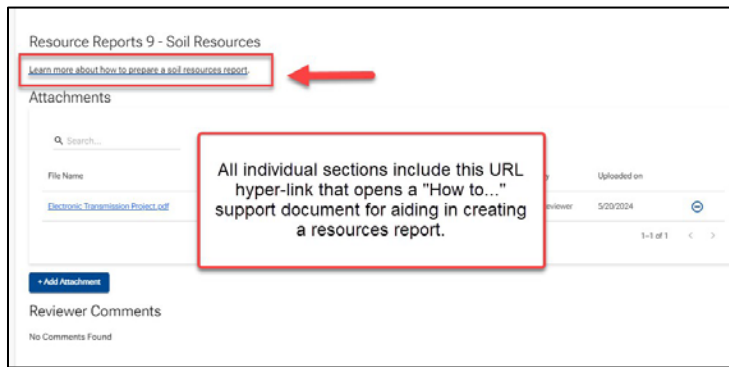 Resource Reports 9 - Soil Resources
Learn more about how to prepare a soil resources report.
Attachments
Search...
File Name
Uploaded on
All individual sections include this URL
hyper-link that opens a "How to..."
support document for aiding in creating
a resources report.
Electronic Transmission Project.pdf
5/20/2024
1–1 of 1
+ Add Attachment
Reviewer Comments
No Comments Found